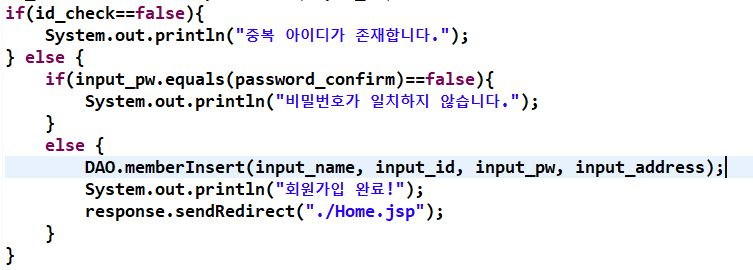 if(id_check==false){
    System.out.println("중복 아이디가 존재합니다.");
} else {
    if(input_pw.equals(password_confirm)==false){
        System.out.println("비밀번호가 일치하지 않습니다.");
    }
    else {
        DAO.memberInsert(input_name, input_id, input_pw, input_address);
        System.out.println("회원가입 완료!");
        response.sendRedirect("./Home.jsp");
    }
}